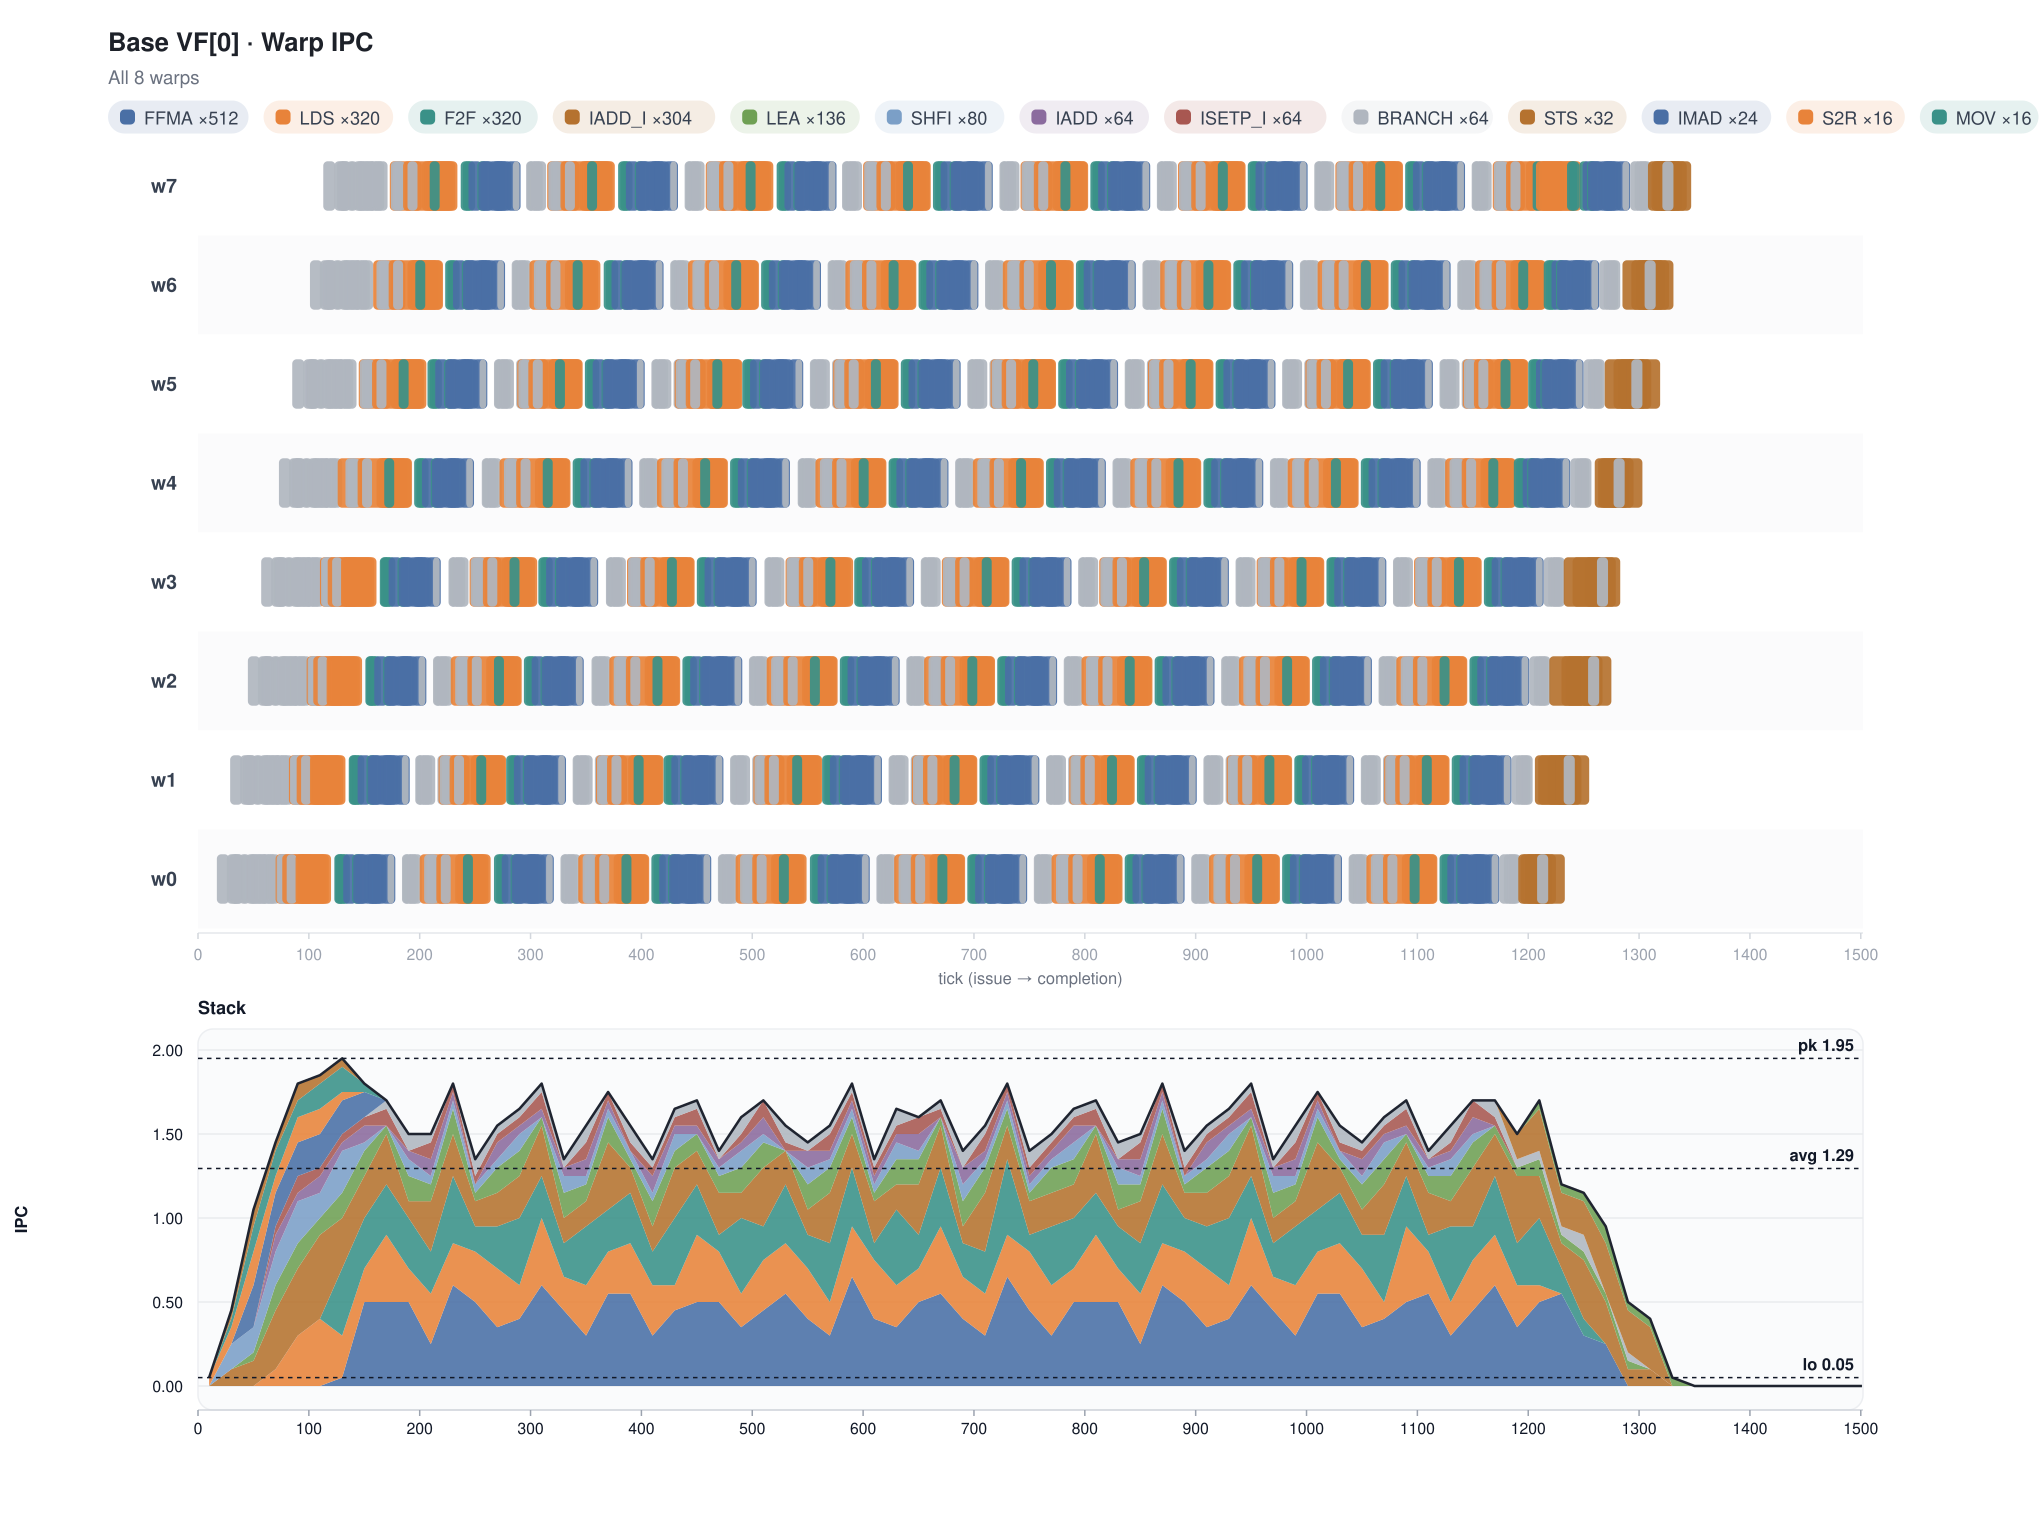 Base VF[0] · Warp IPC
All 8 warps
FFMA ×512 LDS ×320 F2F ×320 IADD_I ×304 LEA ×136 SHFI ×80 IADD ×64 ISETP_I ×64 BRANCH ×64 STS ×32 IMAD ×24 S2R ×16 MOV ×16
w7
w6
w5
w4
w3
w2
w1
w0
0 100 200 300 400 500 600 700 800 900 1000 1100 1200 1300 1400 1500
tick (issue → completion)
Stack
2.00
pk 1.95
1.50
avg 1.29
1.00
IPC
0.50
lo 0.05
0.00
0 100 200 300 400 500 600 700 800 900 1000 1100 1200 1300 1400 1500